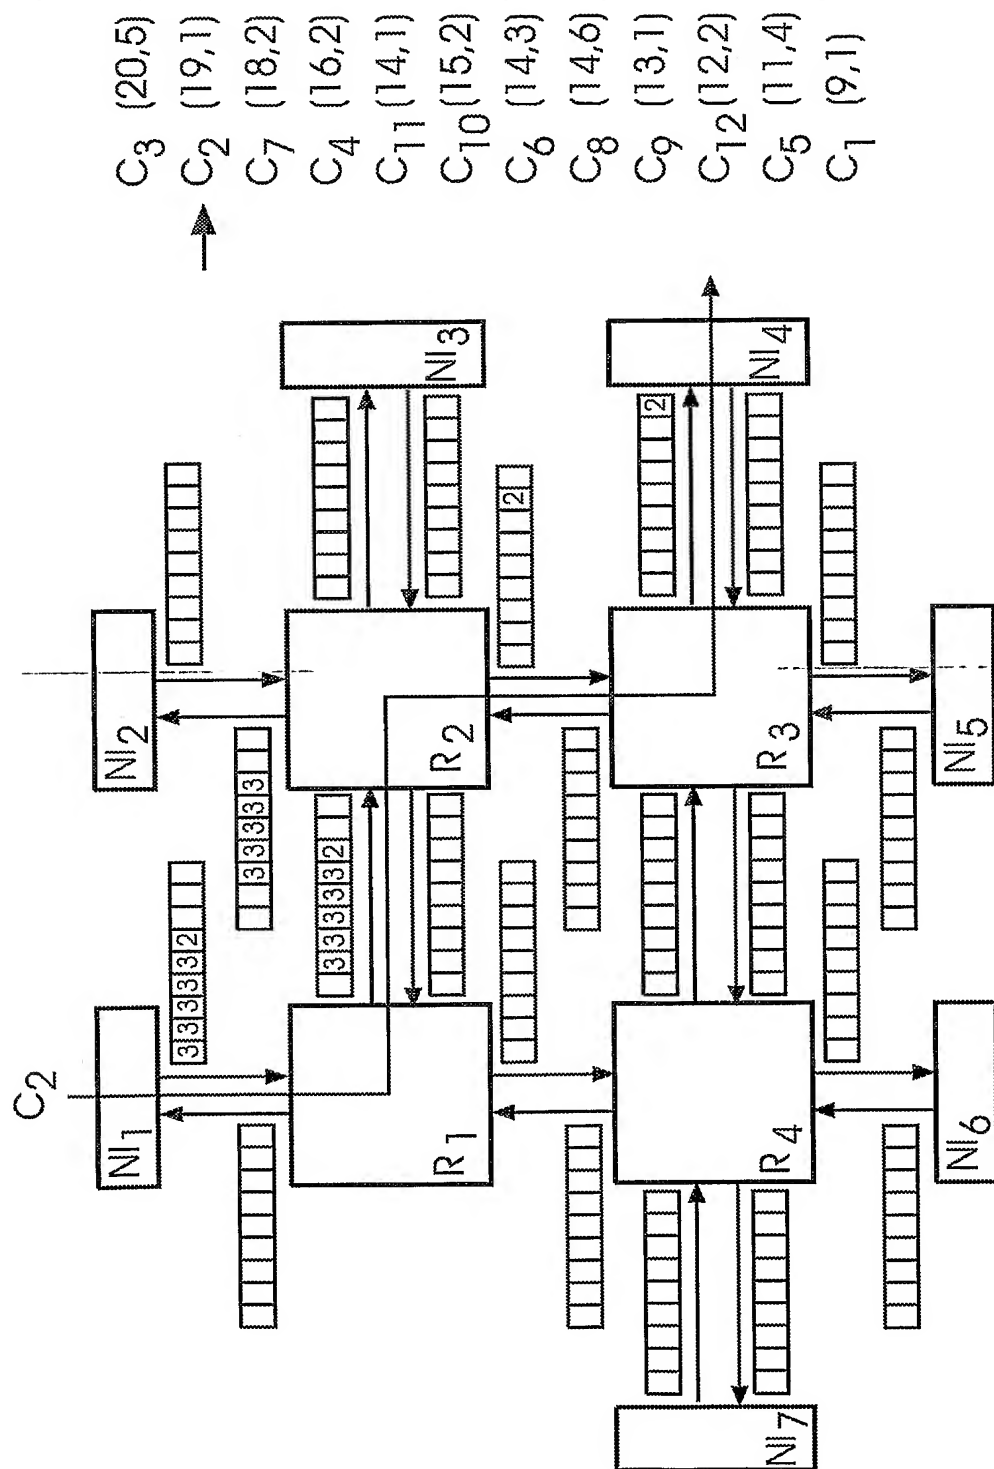 C2
NI1
3 3 3 3 3 2
NI2
3 3 3 3 3
R1
3 3 3 3 3 2
R2
NI3
2
R4
R3
2
NI4
NI7
NI6
NI5
C3 (20,5)
C2 (19,1)
C7 (18,2)
C4 (16,2)
C11 (14,1)
C10 (15,2)
C6 (14,3)
C8 (14,6)
C9 (13,1)
C12 (12,2)
C5 (11,4)
C1 (9,1)